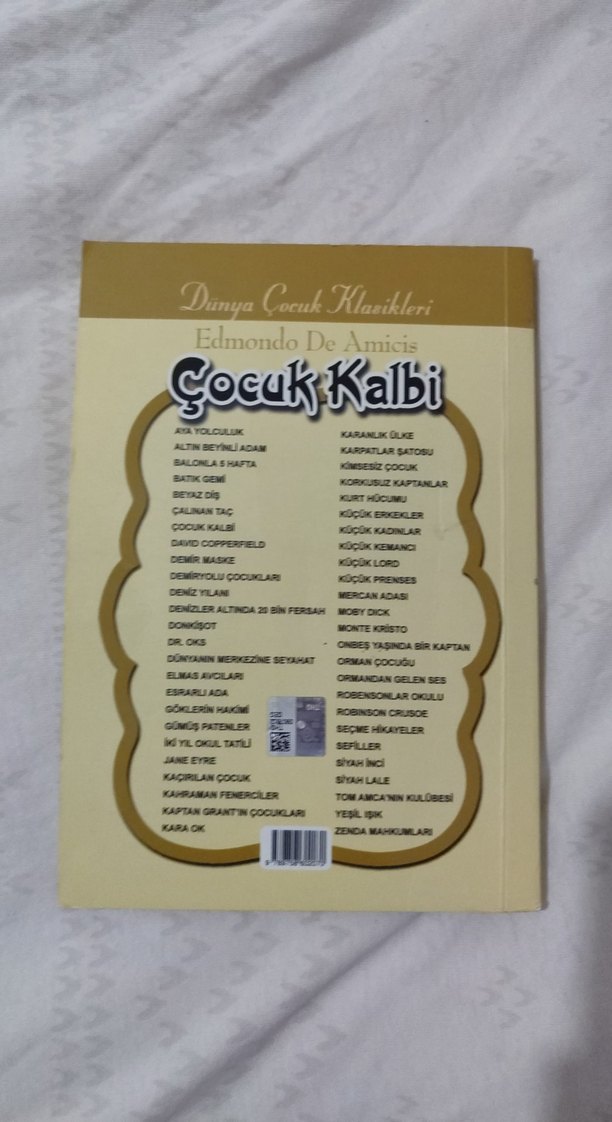 Dünya Çocuk Klasikleri
Edmondo De Amicis
Çocuk Kalbi
AYA YOLCULUK
ALTIN BEYİNLİ ADAM
BALONLA 5 HAFTA
BATIK GEMİ
BEYAZ DİŞ
ÇALINAN TAÇ
ÇOCUK KALBİ
DAVID COPPERFIELD
DEMİR MASKE
DEMİRYOLU ÇOCUKLARI
DENİZ YILANI
DENİZLER ALTINDA 20 BİN FERSAH
DONKİŞOT
DR. OKS
DÜNYANIN MERKEZİNE SEYAHAT
ELMAS AVCILARI
ESRARLI ADA
GÖKLERİN HAKİMİ
GÜMÜŞ PATENLER
İKİ YIL OKUL TATİLİ
JANE EYRE
KAÇIRILAN ÇOCUK
KAHRAMAN FENERCİLER
KAPTAN GRANT'IN ÇOCUKLARI
KARA OK
KARANLIK ÜLKE
KARPATLAR ŞATOSU
KİMSESİZ ÇOCUK
KORKUSUZ KAPTANLAR
KURT HÜCUMU
KÜÇÜK ERKEKLER
KÜÇÜK KADINLAR
KÜÇÜK KEMANCI
KÜÇÜK LORD
KÜÇÜK PRENSES
MERCAN ADASI
MOBY DICK
MONTE KRİSTO
ONBEŞ YAŞINDA BİR KAPTAN
ORMAN ÇOCUĞU
ORMANDAN GELEN SES
ROBENSONLAR OKULU
ROBINSON CRUSOE
SEÇME HİKAYELER
SEFİLLER
SİYAH İNCİ
SİYAH LALE
TOM AMCA'NIN KULÜBESİ
YEŞİL IŞIK
ZENDA MAHKUMLARI